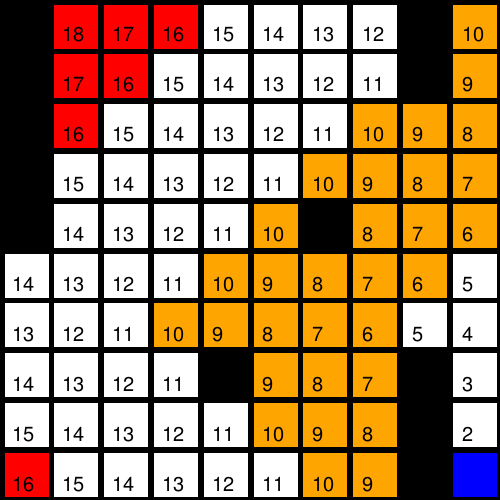 18 17 16 15 14 13 12 10
17 16 15 14 13 12 11 9
16 15 14 13 12 11 10 9 8
15 14 13 12 11 10 9 8 7
14 13 12 11 10 8 7 6
14 13 12 11 10 9 8 7 6 5
13 12 11 10 9 8 7 6 5 4
14 13 12 11 9 8 7 3
15 14 13 12 11 10 9 8 2
16 15 14 13 12 11 10 9